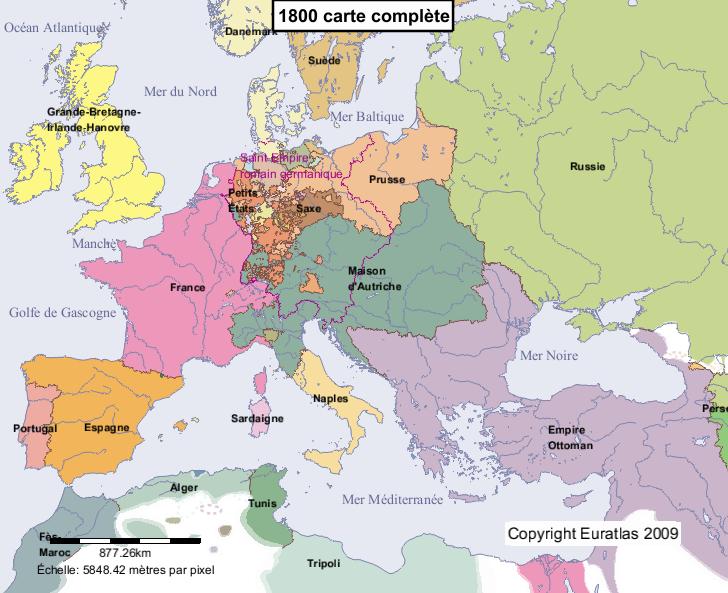 1800 carte complète
Océan Atlantique
Danemark
Suède
Mer du Nord
Grande-Bretagne-
Irlande-Hanovre
Mer Baltique
Saint-Empire
romain germanique
Prusse
Russie
Petits
États
Saxe
Manche
France
Maison
d'Autriche
Golfe de Gascogne
Mer Noire
Naples
Sardaigne
Portugal
Espagne
Empire
Ottoman
Perse
Alger
Tunis
Mer Méditerranée
Fès-
Maroc
877.26km
Tripoli
Copyright Euratlas 2009
Échelle: 5848.42 mètres par pixel